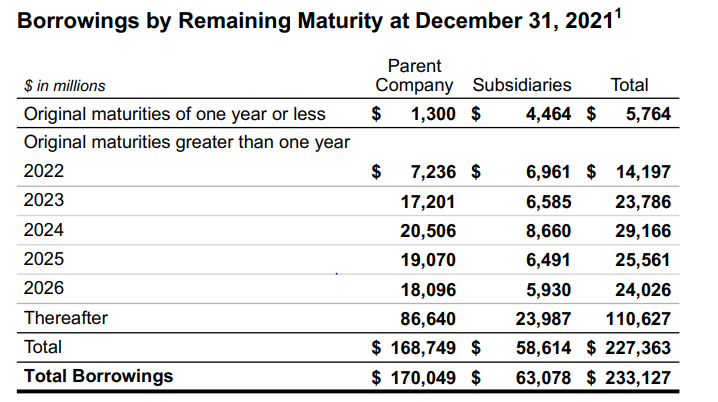 Borrowings by Remaining Maturity at December 31, 2021¹
Parent
$ in millions Company Subsidiaries Total
Original maturities of one year or less $ 1,300 $ 4,464 $ 5,764
Original maturities greater than one year
2022 $ 7,236 $ 6,961 $ 14,197
2023 17,201 6,585 23,786
2024 20,506 8,660 29,166
2025 19,070 6,491 25,561
2026 18,096 5,930 24,026
Thereafter 86,640 23,987 110,627
Total $ 168,749 $ 58,614 $ 227,363
Total Borrowings $ 170,049 $ 63,078 $ 233,127